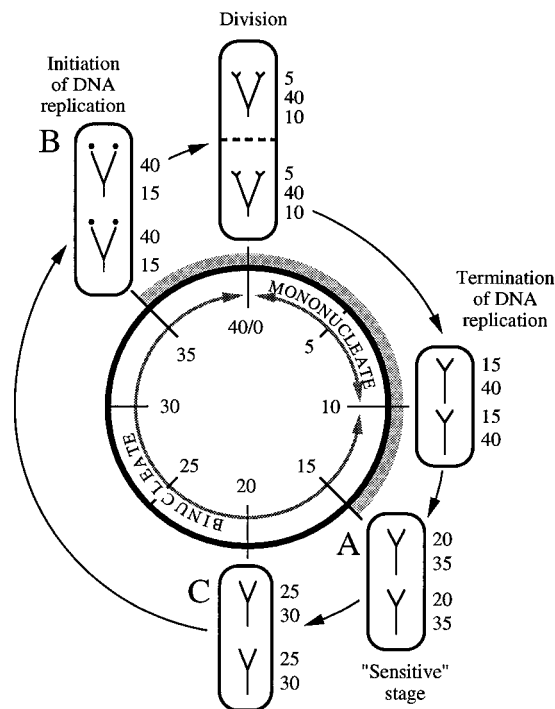 Division
5
40
10
5
40
10
Initiation
of DNA
replication
B
40
15
40
15
Termination
of DNA
replication
15
40
15
40
MONONUCLEATE
40/0
5
10
15
20
25
30
35
BINUCLEATE
A
20
35
20
35
"Sensitive"
stage
C
25
30
25
30